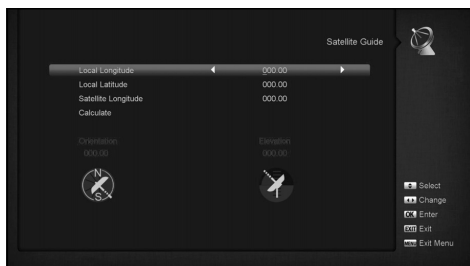 Satellite Guide
Local Longitude 000.00
Local Latitude 000.00
Satellite Longitude 000.00
Calculate
Orientation Elevation
000.00 000.00
N
S
Select
Change
OK Enter
EXIT Exit
MENU Exit Menu